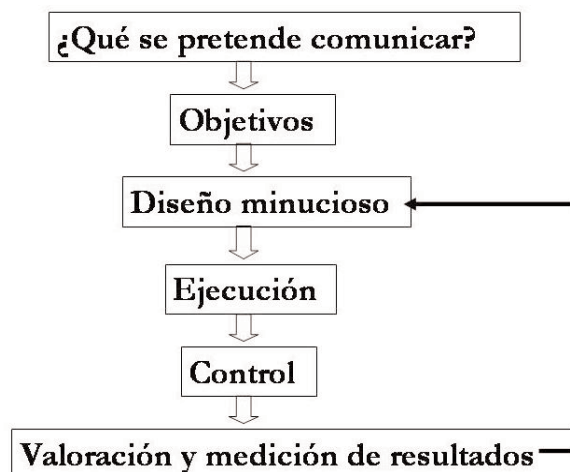 ¿Qué se pretende comunicar?
Objetivos
Diseño minucioso
Ejecución
Control
Valoración y medición de resultados